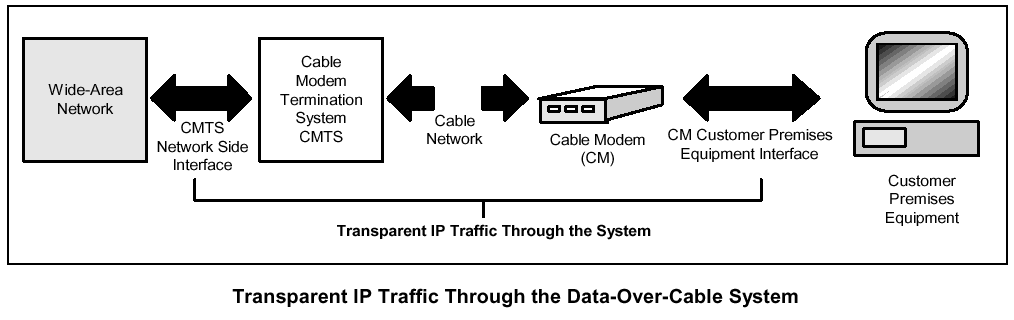 Wide-Area
Network
CMTS
Network Side
Interface
Cable
Modem
Termination
System
CMTS
Cable
Network
Cable Modem
(CM)
CM Customer Premises
Equipment Interface
Customer
Premises
Equipment
Transparent IP Traffic Through the System
Transparent IP Traffic Through the Data-Over-Cable System